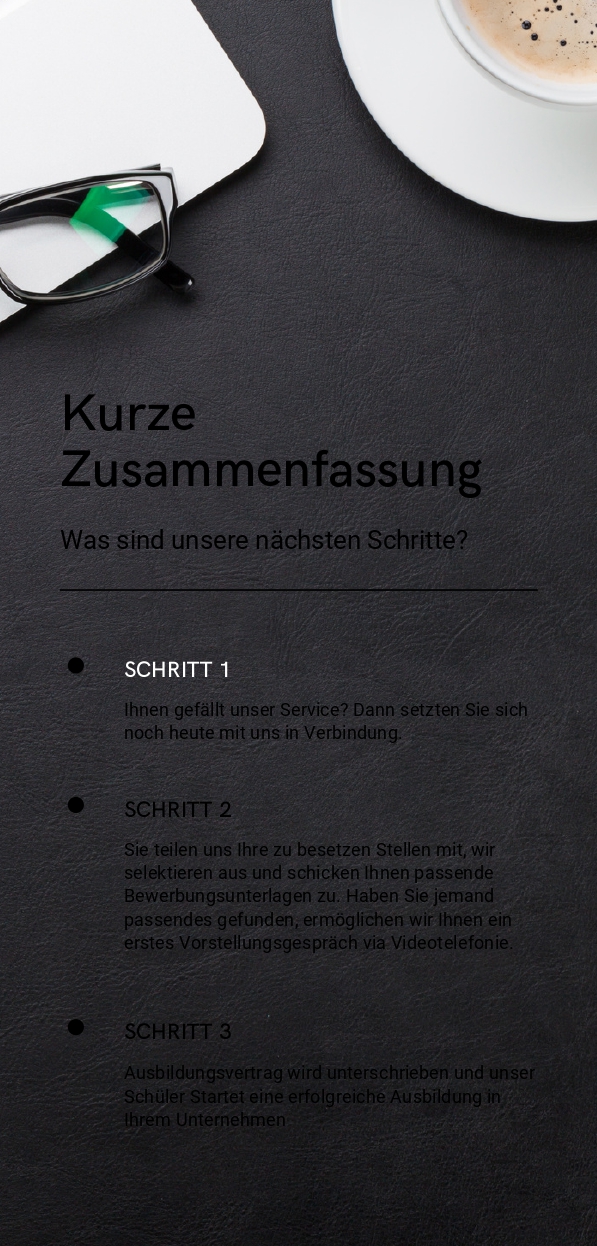 Kurze
Zusammenfassung
Was sind unsere nächsten Schritte?
SCHRITT 1
Ihnen gefällt unser Service? Dann setzten Sie sich
noch heute mit uns in Verbindung.
SCHRITT 2
Sie teilen uns Ihre zu besetzen Stellen mit, wir
selektieren aus und schicken Ihnen passende
Bewerbungsunterlagen zu. Haben Sie jemand
passendes gefunden, ermöglichen wir Ihnen ein
erstes Vorstellungsgespräch via Videotelefonie.
SCHRITT 3
Ausbildungsvertrag wird unterschrieben und unser
Schüler Startet eine erfolgreiche Ausbildung in
Ihrem Unternehmen